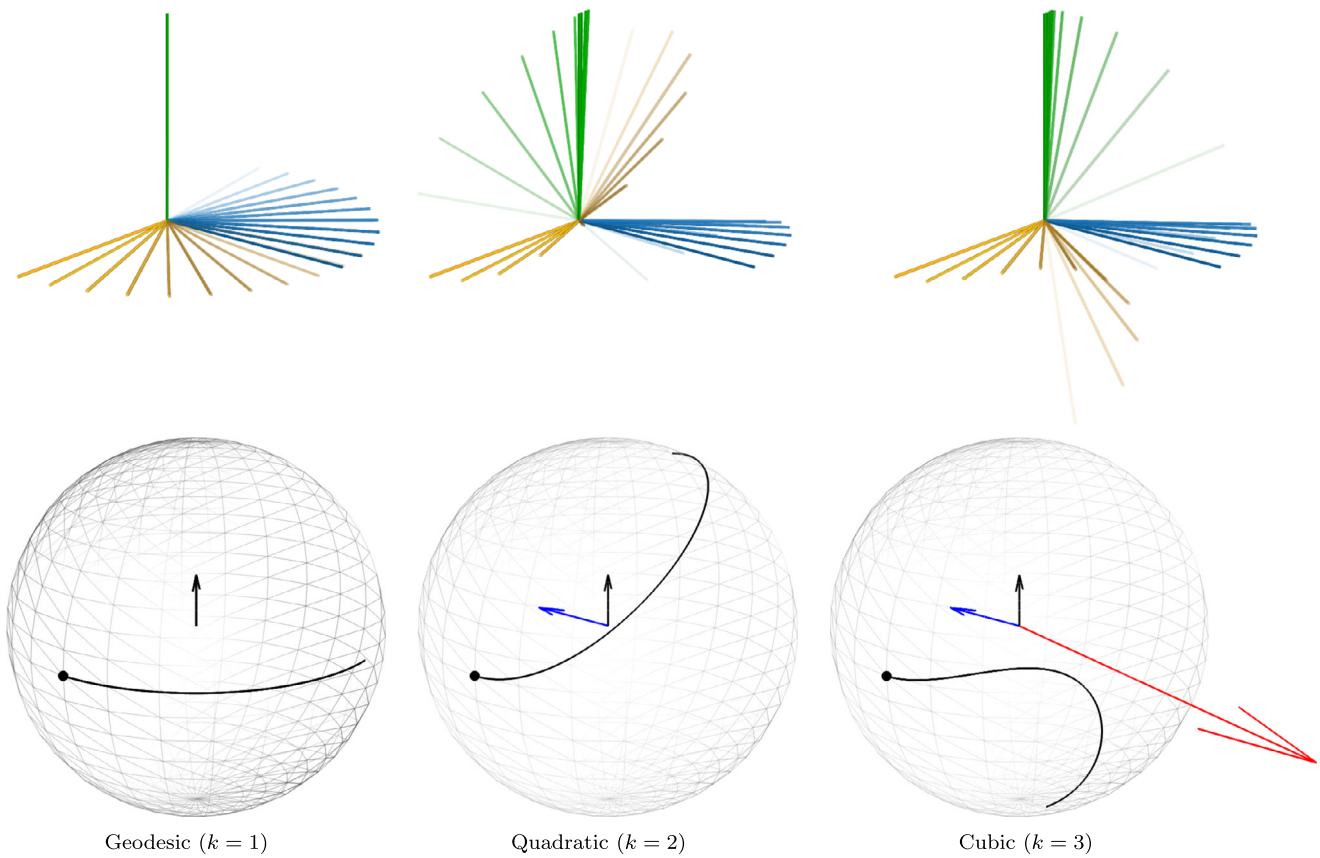 Geodesic (k = 1)
Quadratic (k = 2)
Cubic (k = 3)